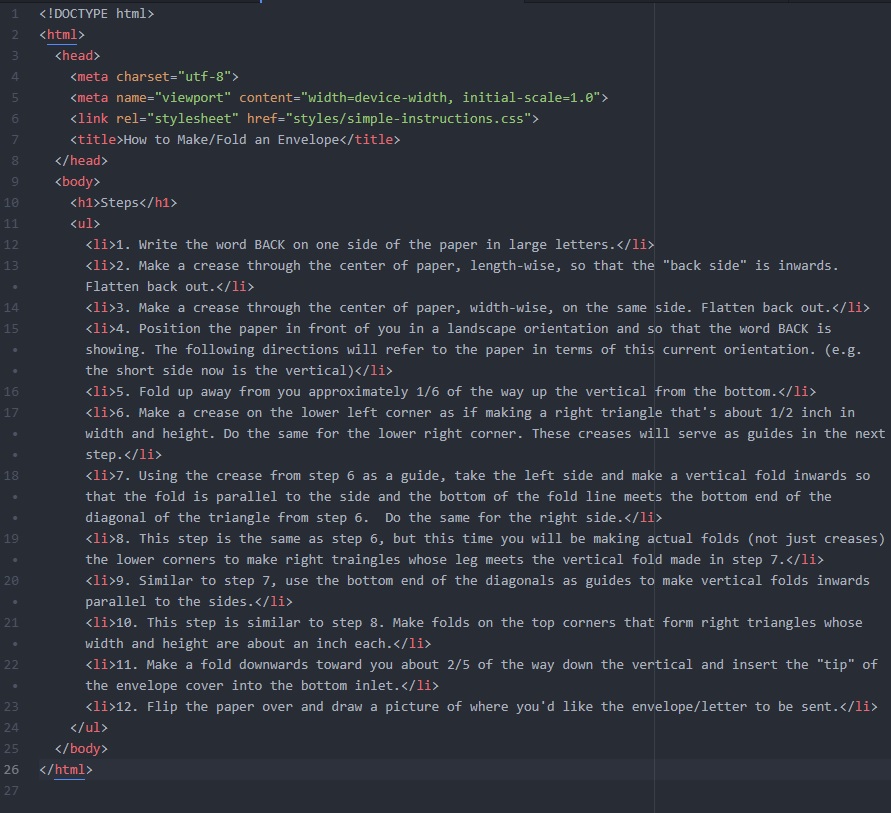 1 <!DOCTYPE html>
2 <html>
3 <head>
4 <meta charset="utf-8">
5 <meta name="viewport" content="width=device-width, initial-scale=1.0">
6 <link rel="stylesheet" href="styles/simple-instructions.css">
7 <title>How to Make/Fold an Envelope</title>
8 </head>
9 <body>
10 <h1>Steps</h1>
11 <ul>
12 <li>1. Write the word BACK on one side of the paper in large letters.</li>
13 <li>2. Make a crease through the center of paper, length-wise, so that the "back side" is inwards.
• Flatten back out.</li>
14 <li>3. Make a crease through the center of paper, width-wise, on the same side. Flatten back out.</li>
15 <li>4. Position the paper in front of you in a landscape orientation and so that the word BACK is
• showing. The following directions will refer to the paper in terms of this current orientation. (e.g.
• the short side now is the vertical)</li>
16 <li>5. Fold up away from you approximately 1/6 of the way up the vertical from the bottom.</li>
17 <li>6. Make a crease on the lower left corner as if making a right triangle that's about 1/2 inch in
• width and height. Do the same for the lower right corner. These creases will serve as guides in the next
• step.</li>
18 <li>7. Using the crease from step 6 as a guide, take the left side and make a vertical fold inwards so
• that the fold is parallel to the side and the bottom of the fold line meets the bottom end of the
• diagonal of the triangle from step 6.  Do the same for the right side.</li>
19 <li>8. This step is the same as step 6, but this time you will be making actual folds (not just creases)
• the lower corners to make right traingles whose leg meets the vertical fold made in step 7.</li>
20 <li>9. Similar to step 7, use the bottom end of the diagonals as guides to make vertical folds inwards
• parallel to the sides.</li>
21 <li>10. This step is similar to step 8. Make folds on the top corners that form right triangles whose
• width and height are about an inch each.</li>
22 <li>11. Make a fold downwards toward you about 2/5 of the way down the vertical and insert the "tip" of
• the envelope cover into the bottom inlet.</li>
23 <li>12. Flip the paper over and draw a picture of where you'd like the envelope/letter to be sent.</li>
24 </ul>
25 </body>
26 </html>
27